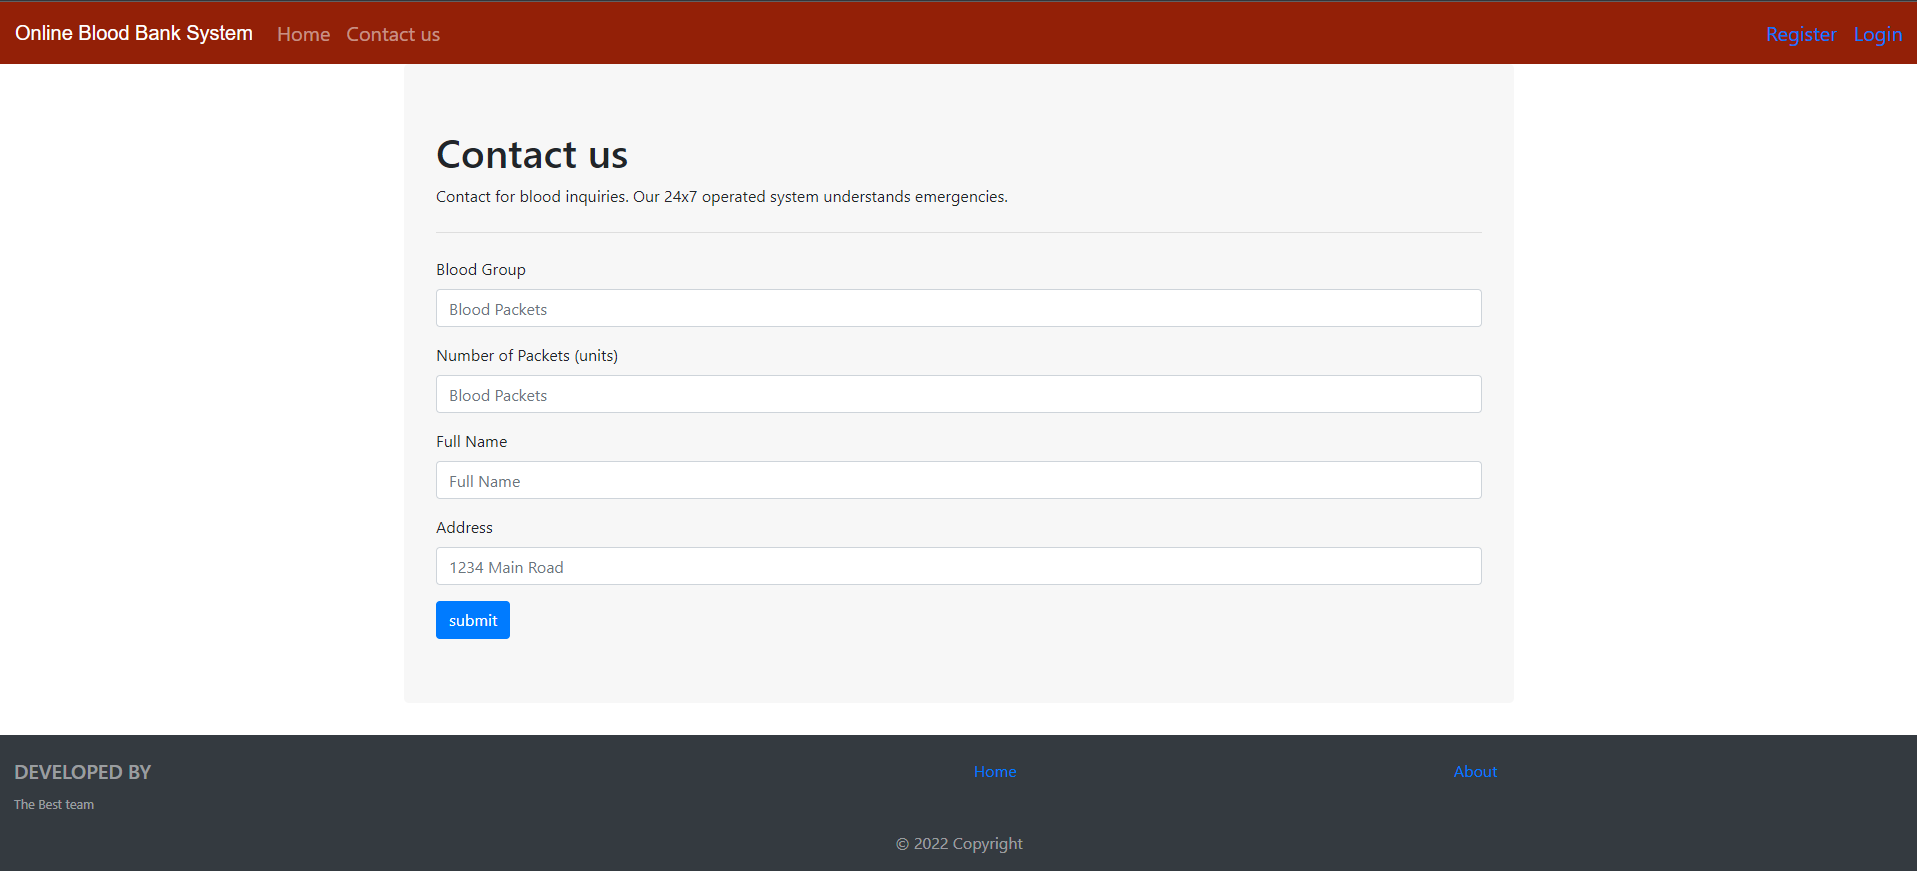 Online Blood Bank System Home Contact us Register Login
Contact us
Contact for blood inquiries. Our 24x7 operated system understands emergencies.
Blood Group
Blood Packets
Number of Packets (units)
Blood Packets
Full Name
Full Name
Address
1234 Main Road
submit
DEVELOPED BY Home About
The Best team
© 2022 Copyright